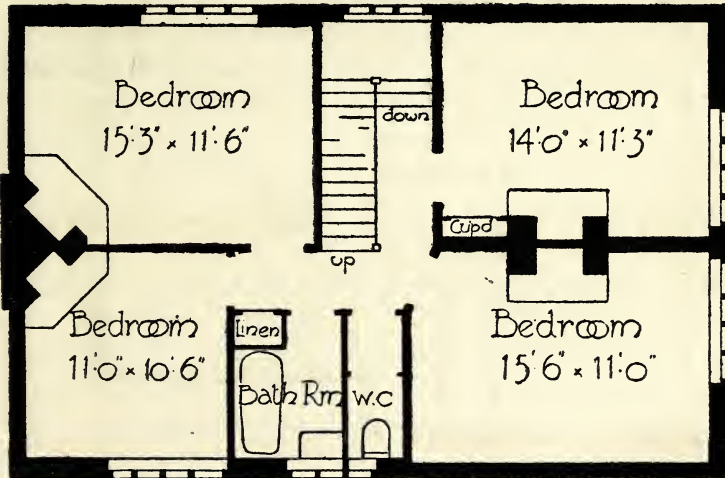 Bedroom
15'·3" × 11'·6"
down
Bedroom
14'·0" × 11'·3"
Cupd
up
Bedroom
11'·0" × 10'·6"
Linen
Bath Rm
W.C
Bedroom
15'·6" × 11'·0"